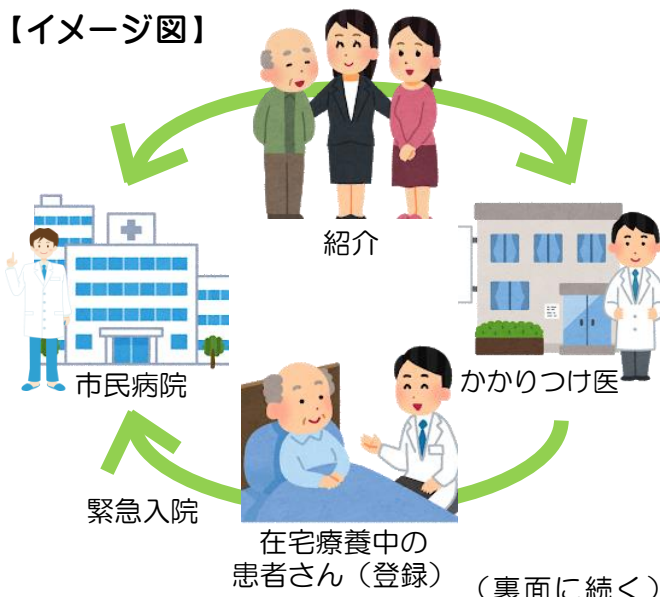 【イメージ図】
紹介
市民病院
かかりつけ医
緊急入院
在宅療養中の
患者さん（登録）
（裏面に続く）